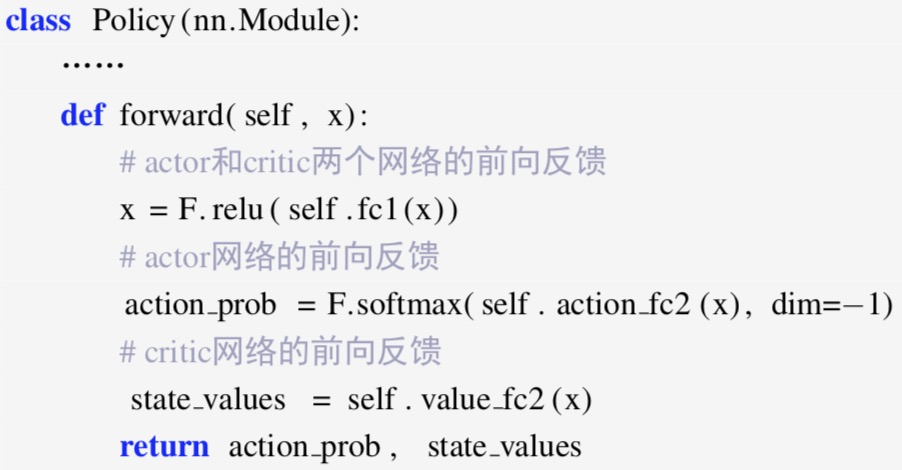 class Policy(nn.Module):
……
def forward(self, x):
# actor和critic两个网络的前向反馈
x = F.relu(self.fc1(x))
# actor网络的前向反馈
action_prob = F.softmax(self.action_fc2(x), dim=−1)
# critic网络的前向反馈
state_values = self.value_fc2(x)
return action_prob, state_values